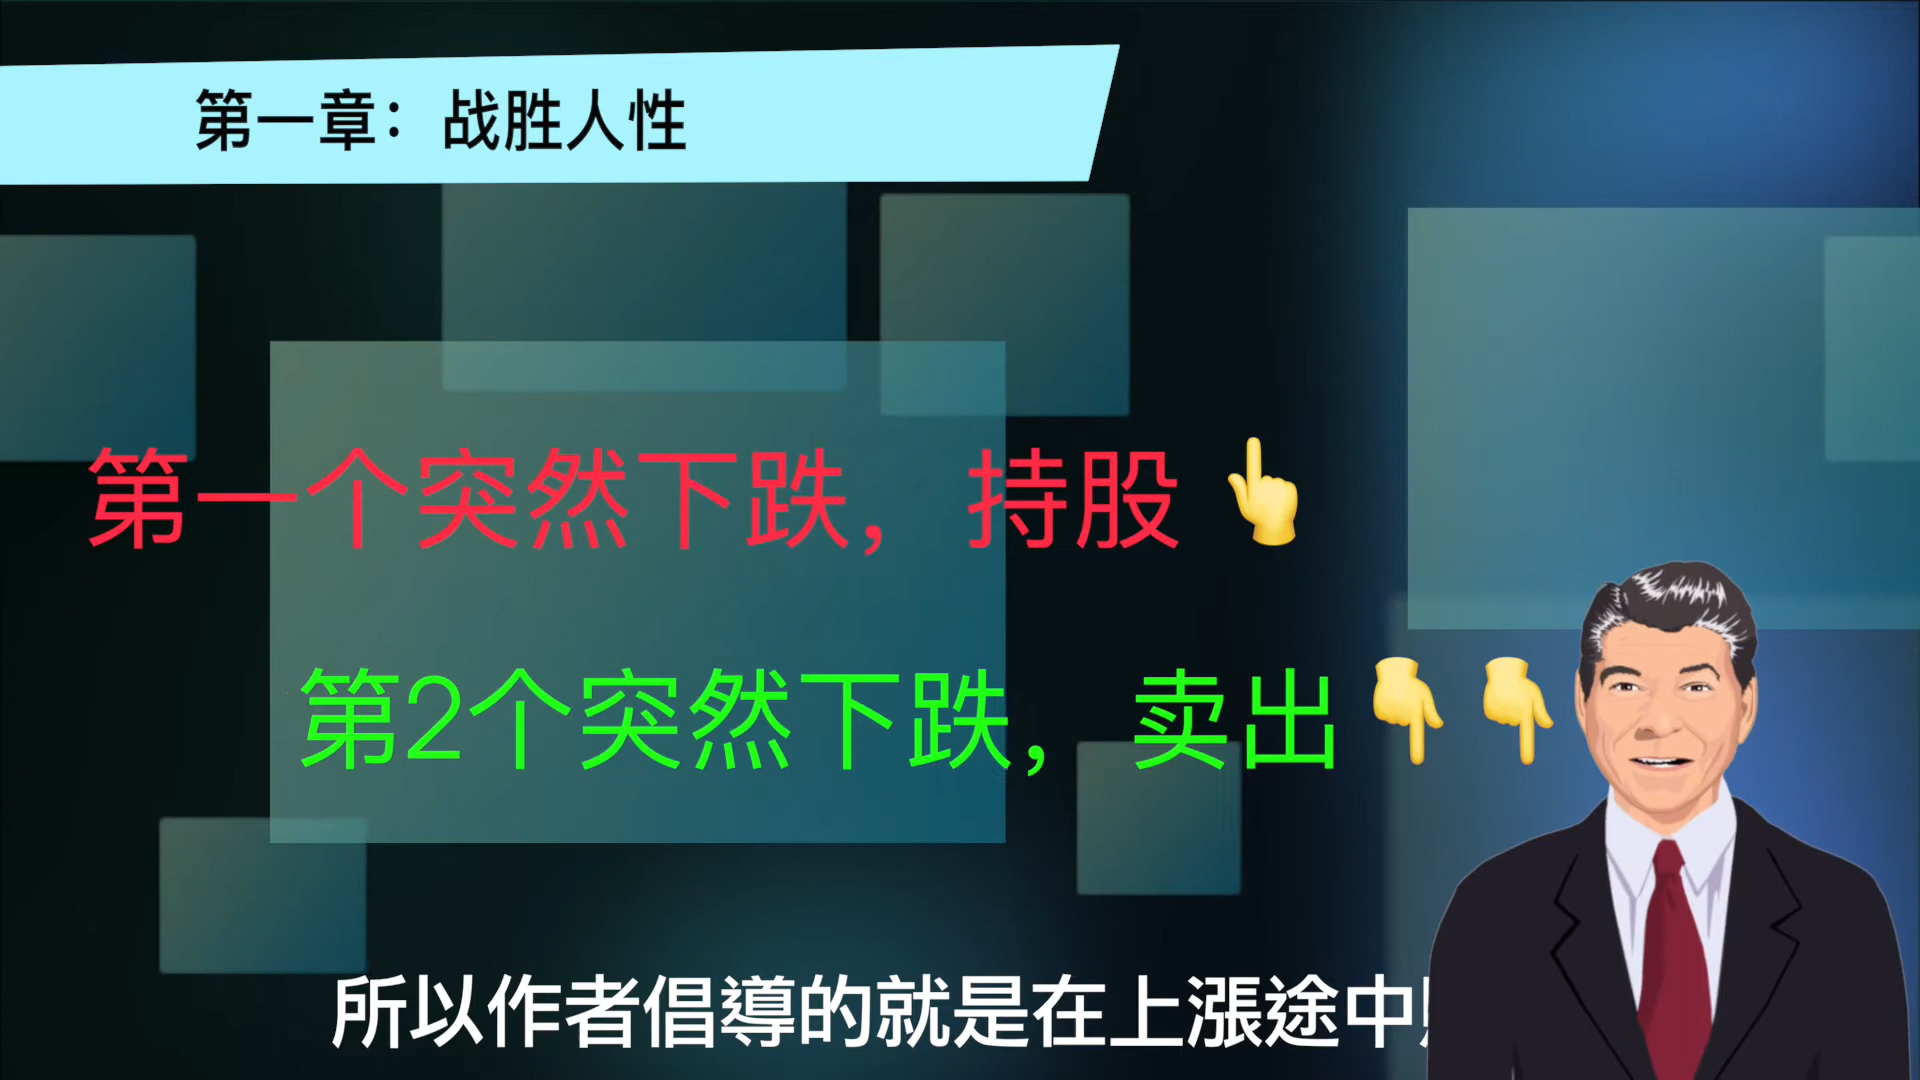 第一章：战胜人性
第一个突然下跌，持股👆
第2个突然下跌，卖出👇👇
所以作者倡導的就是在上漲途中